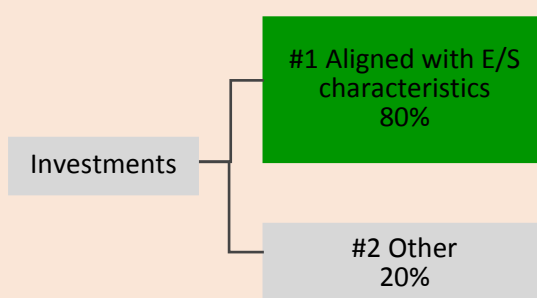 #1 Aligned with E/S
characteristics
80%
Investments
#2 Other
20%